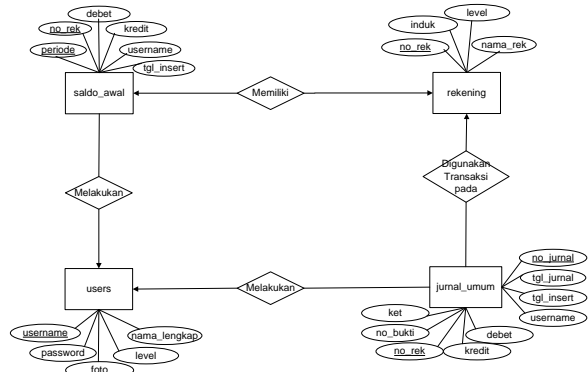 debet
no_rek
kredit
periode
username
tgl_insert
saldo_awal
Memiliki
level
induk
no_rek
nama_rek
rekening
Melakukan
Digunakan
Transaksi
pada
users
Melakukan
jurnal_umum
no_jurnal
tgl_jurnal
tgl_insert
username
ket
no_bukti
no_rek
kredit
debet
username
password
foto
level
nama_lengkap